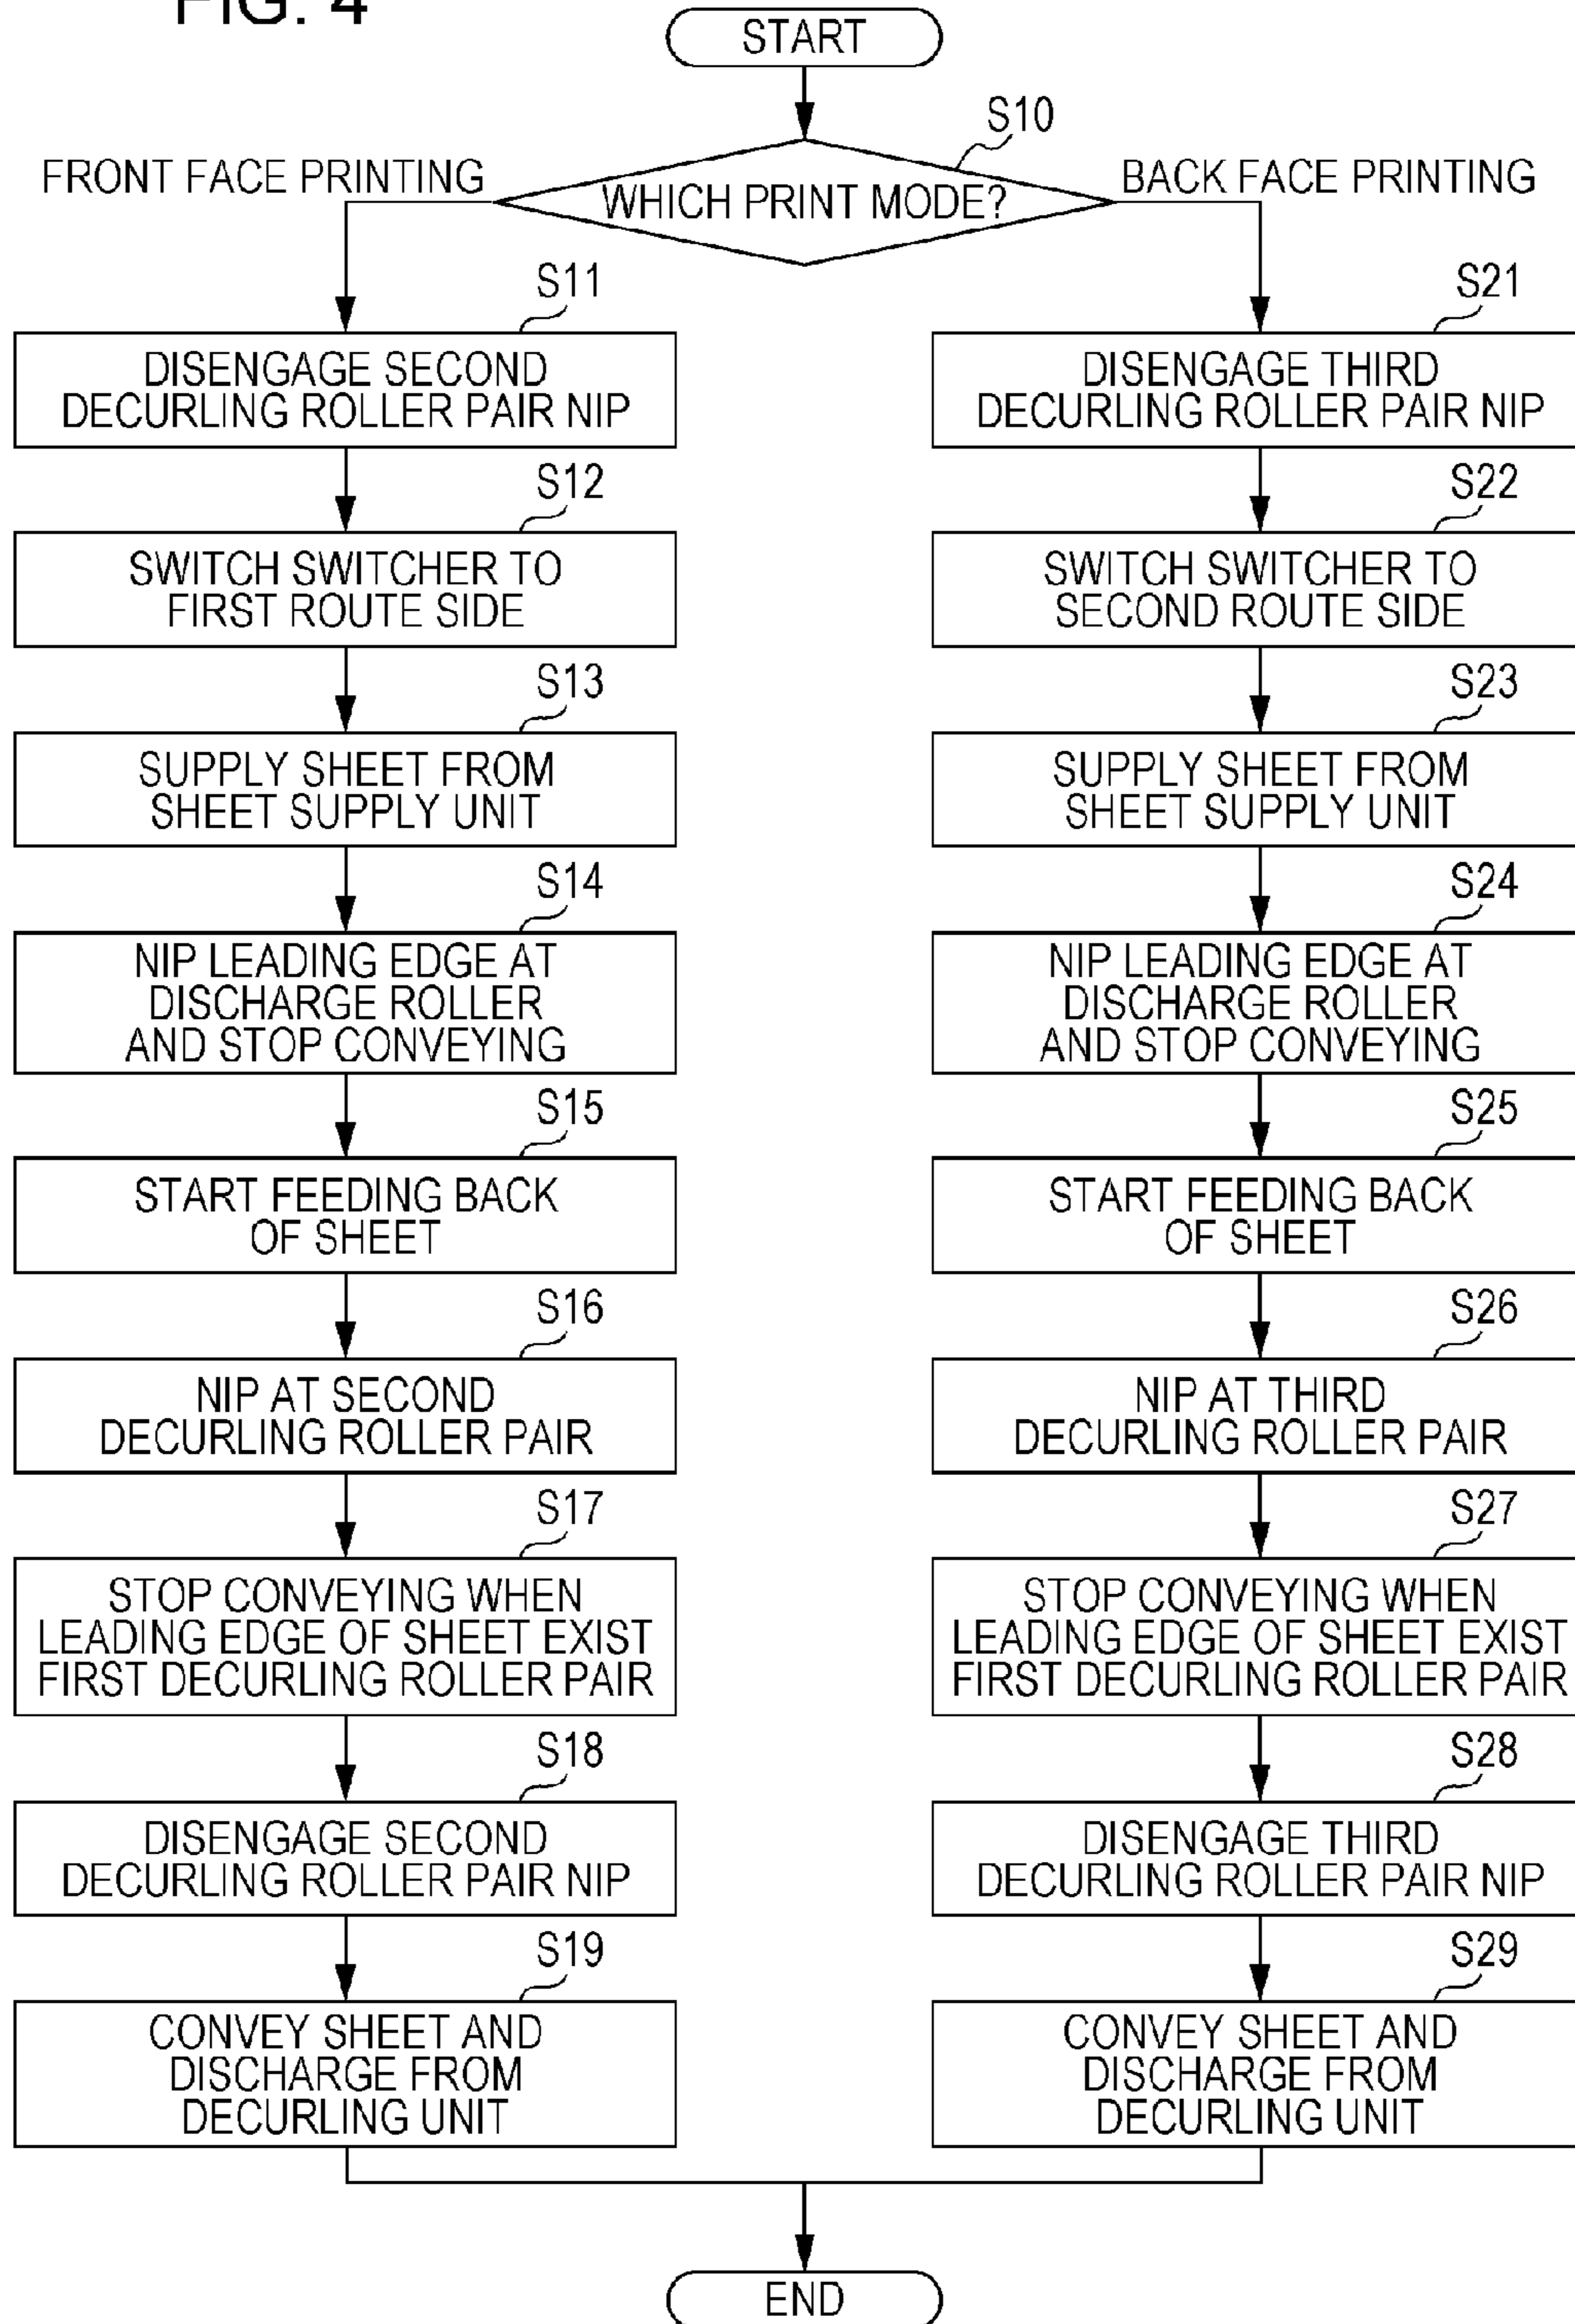 FIG. 4
START
S10
FRONT FACE PRINTING
WHICH PRINT MODE?
BACK FACE PRINTING
S11
DISENGAGE SECOND
DECURLING ROLLER PAIR NIP
S12
SWITCH SWITCHER TO
FIRST ROUTE SIDE
S13
SUPPLY SHEET FROM
SHEET SUPPLY UNIT
S14
NIP LEADING EDGE AT
DISCHARGE ROLLER
AND STOP CONVEYING
S15
START FEEDING BACK
OF SHEET
S16
NIP AT SECOND
DECURLING ROLLER PAIR
S17
STOP CONVEYING WHEN
LEADING EDGE OF SHEET EXIST
FIRST DECURLING ROLLER PAIR
S18
DISENGAGE SECOND
DECURLING ROLLER PAIR NIP
S19
CONVEY SHEET AND
DISCHARGE FROM
DECURLING UNIT
S21
DISENGAGE THIRD
DECURLING ROLLER PAIR NIP
S22
SWITCH SWITCHER TO
SECOND ROUTE SIDE
S23
SUPPLY SHEET FROM
SHEET SUPPLY UNIT
S24
NIP LEADING EDGE AT
DISCHARGE ROLLER
AND STOP CONVEYING
S25
START FEEDING BACK
OF SHEET
S26
NIP AT THIRD
DECURLING ROLLER PAIR
S27
STOP CONVEYING WHEN
LEADING EDGE OF SHEET EXIST
FIRST DECURLING ROLLER PAIR
S28
DISENGAGE THIRD
DECURLING ROLLER PAIR NIP
S29
CONVEY SHEET AND
DISCHARGE FROM
DECURLING UNIT
END